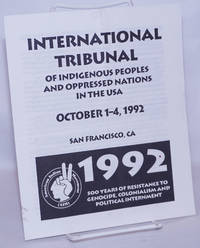 INTERNATIONAL
TRIBUNAL
OF INDIGENOUS PEOPLES
AND OPPRESSED NATIONS
IN THE USA
OCTOBER 1-4, 1992
SAN FRANCISCO, CA
1992
500 YEARS OF RESISTANCE TO
GENOCIDE, COLONIALISM AND
POLITICAL INTERNMENT